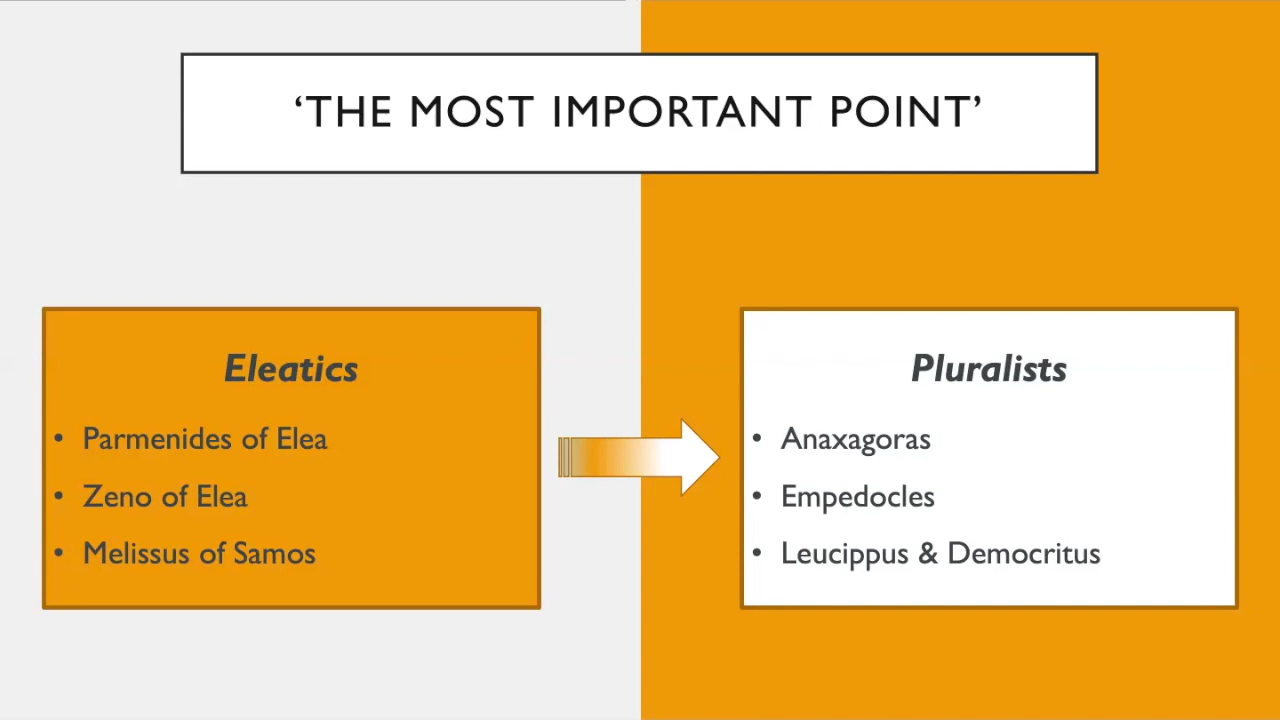 ‘THE MOST IMPORTANT POINT’
Eleatics
• Parmenides of Elea
• Zeno of Elea
• Melissus of Samos
Pluralists
• Anaxagoras
• Empedocles
• Leucippus & Democritus